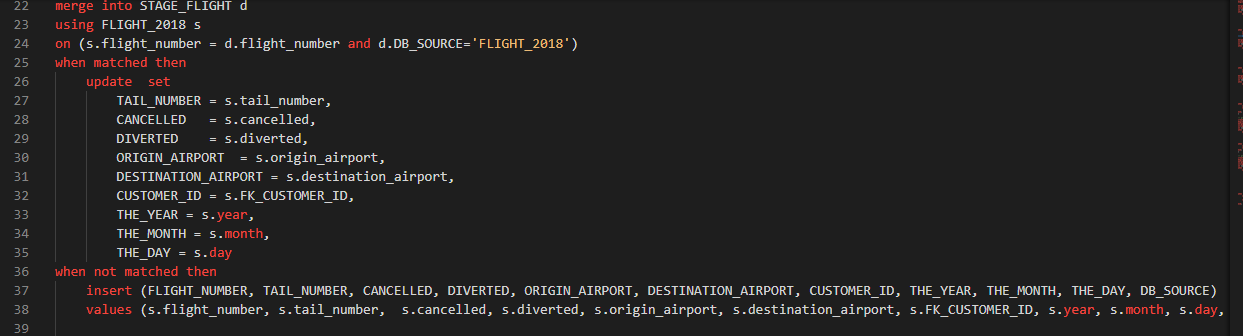 22 merge into STAGE_FLIGHT d
23 using FLIGHT_2018 s
24 on (s.flight_number = d.flight_number and d.DB_SOURCE='FLIGHT_2018')
25 when matched then
26     update  set
27         TAIL_NUMBER = s.tail_number,
28         CANCELLED   = s.cancelled,
29         DIVERTED    = s.diverted,
30         ORIGIN_AIRPORT  = s.origin_airport,
31         DESTINATION_AIRPORT = s.destination_airport,
32         CUSTOMER_ID = s.FK_CUSTOMER_ID,
33         THE_YEAR = s.year,
34         THE_MONTH = s.month,
35         THE_DAY = s.day
36 when not matched then
37     insert (FLIGHT_NUMBER, TAIL_NUMBER, CANCELLED, DIVERTED, ORIGIN_AIRPORT, DESTINATION_AIRPORT, CUSTOMER_ID, THE_YEAR, THE_MONTH, THE_DAY, DB_SOURCE)
38     values (s.flight_number, s.tail_number,  s.cancelled, s.diverted, s.origin_airport, s.destination_airport, s.FK_CUSTOMER_ID, s.year, s.month, s.day,
39